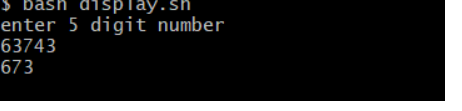 $ bash display.sh
enter 5 digit number
63743
673